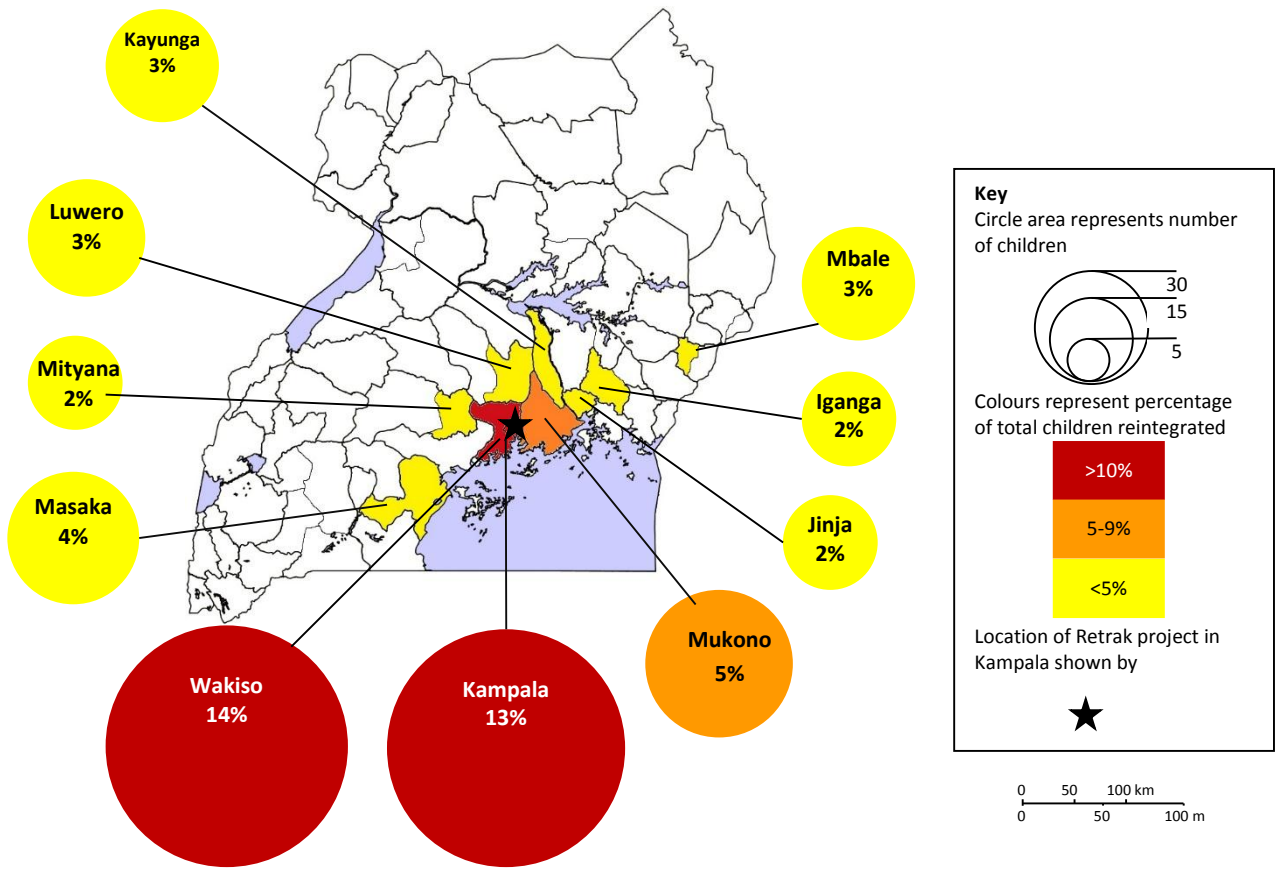 Kayunga
3%
Luwero
3%
Mityana
2%
Masaka
4%
Wakiso
14%
Kampala
13%
Mukono
5%
Jinja
2%
Iganga
2%
Mbale
3%
Key
Circle area represents number
of children
30
15
5
Colours represent percentage
of total children reintegrated
>10%
5-9%
<5%
Location of Retrak project in
Kampala shown by
0 50 100 km
0 50 100 m